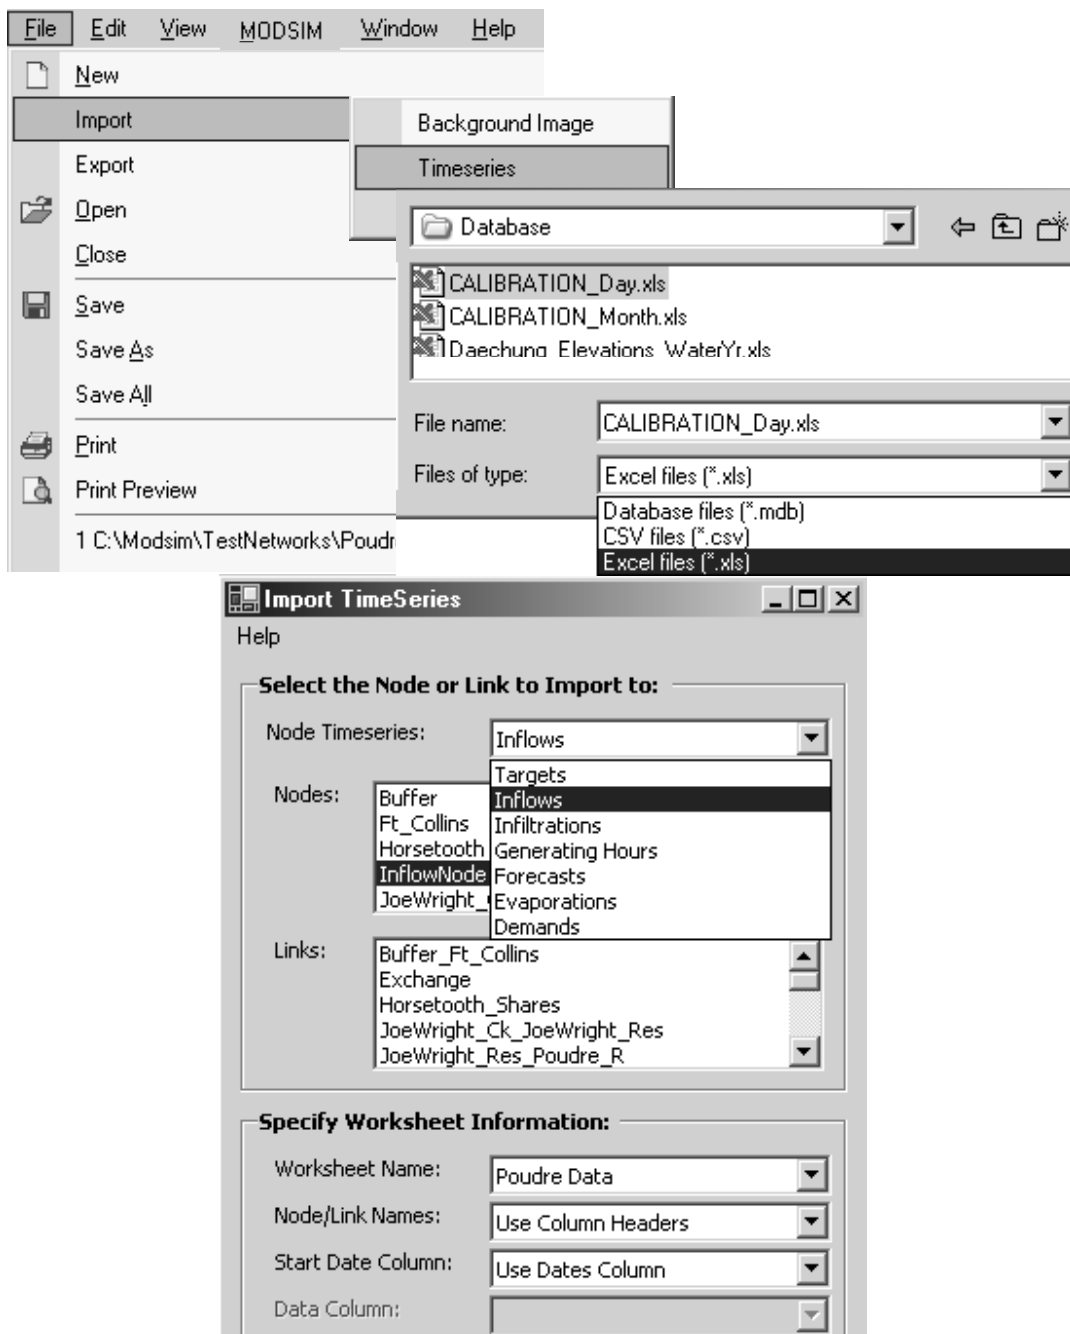 File Edit View MODSIM Window Help
New
Import
Background Image
Export
Timeseries
Open
Database
Close
CALIBRATION_Day.xls
Save
CALIBRATION_Month.xls
Save As
Daechung_Elevations_WaterYr.xls
Save All
File name: CALIBRATION_Day.xls
Print
Files of type: Excel files (*.xls)
Print Preview
Database files (*.mdb)
1 C:\Modsim\TestNetworks\Poudr
CSV files (*.csv)
Excel files (*.xls)
Import TimeSeries
Help
Select the Node or Link to Import to:
Node Timeseries: Inflows
Targets
Nodes: Buffer Inflows
Ft_Collins Infiltrations
Horsetooth Generating Hours
InflowNode Forecasts
JoeWright_ Evaporations
Demands
Links: Buffer_Ft_Collins
Exchange
Horsetooth_Shares
JoeWright_Ck_JoeWright_Res
JoeWright_Res_Poudre_R
Specify Worksheet Information:
Worksheet Name: Poudre Data
Node/Link Names: Use Column Headers
Start Date Column: Use Dates Column
Data Column: